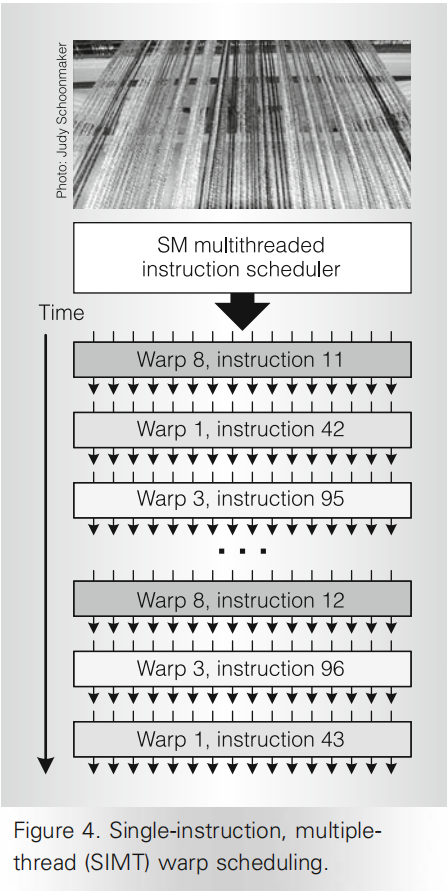 Photo: Judy Schoonmaker
SM multithreaded
instruction scheduler
Time
Warp 8, instruction 11
Warp 1, instruction 42
Warp 3, instruction 95
. . .
Warp 8, instruction 12
Warp 3, instruction 96
Warp 1, instruction 43
Figure 4. Single-instruction, multiple-
thread (SIMT) warp scheduling.